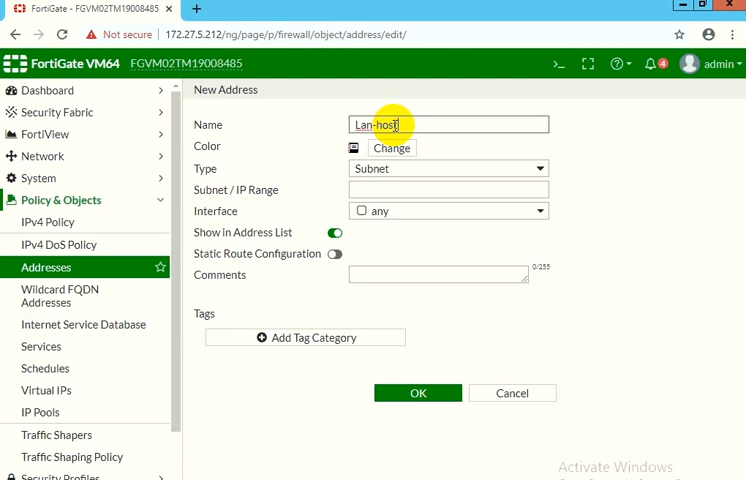 FortiGate - FGVM02TM19008485
Not secure
172.27.5.212/ng/page/p/firewall/object/address/edit/
FortiGate VM64
FGVM02TM19008485
4
admin
Dashboard
Security Fabric
FortiView
Network
System
Policy & Objects
IPv4 Policy
IPv4 DoS Policy
Addresses
Wildcard FQDN
Addresses
Internet Service Database
Services
Schedules
Virtual IPs
IP Pools
Traffic Shapers
Traffic Shaping Policy
Security Profiles
New Address
Name
Lan-host
Color
Change
Type
Subnet
Subnet / IP Range
Interface
any
Show in Address List
Static Route Configuration
Comments
0/255
Tags
Add Tag Category
OK
Cancel
Activate Windows